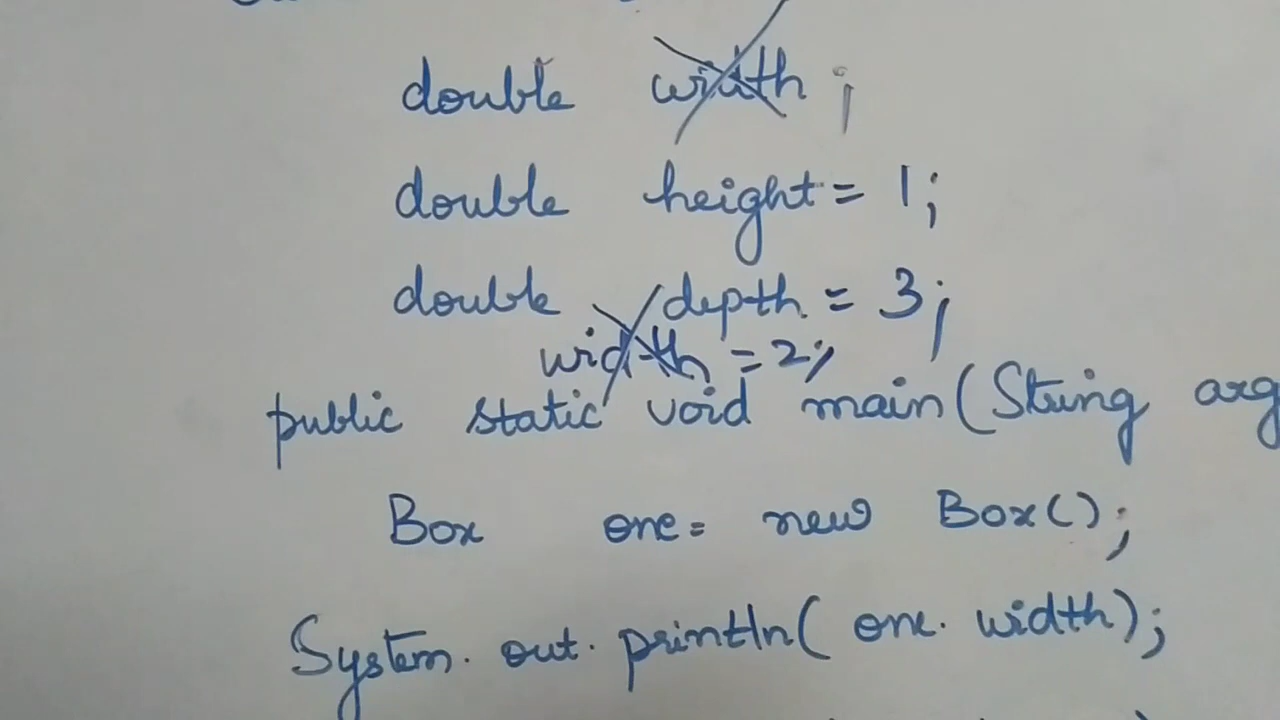 double width ;
double height = 1;
double depth = 3;
width = 2;
public static void main(String arg
Box one = new Box();
System.out.println( one. width);